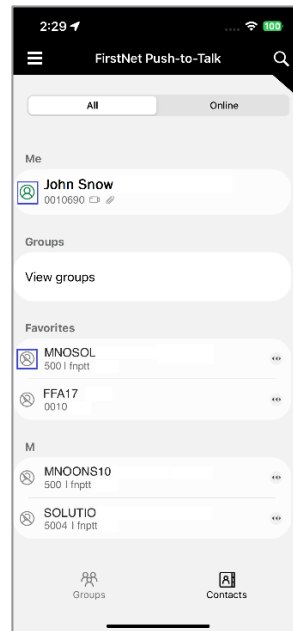 2:29
100
FirstNet Push-to-Talk
All Online
Me
John Snow
0010690
Groups
View groups
Favorites
MNOSOL
500 | fnptt
FFA17
0010
M
MNOONS10
500 | fnptt
SOLUTIO
5004 | fnptt
Groups Contacts